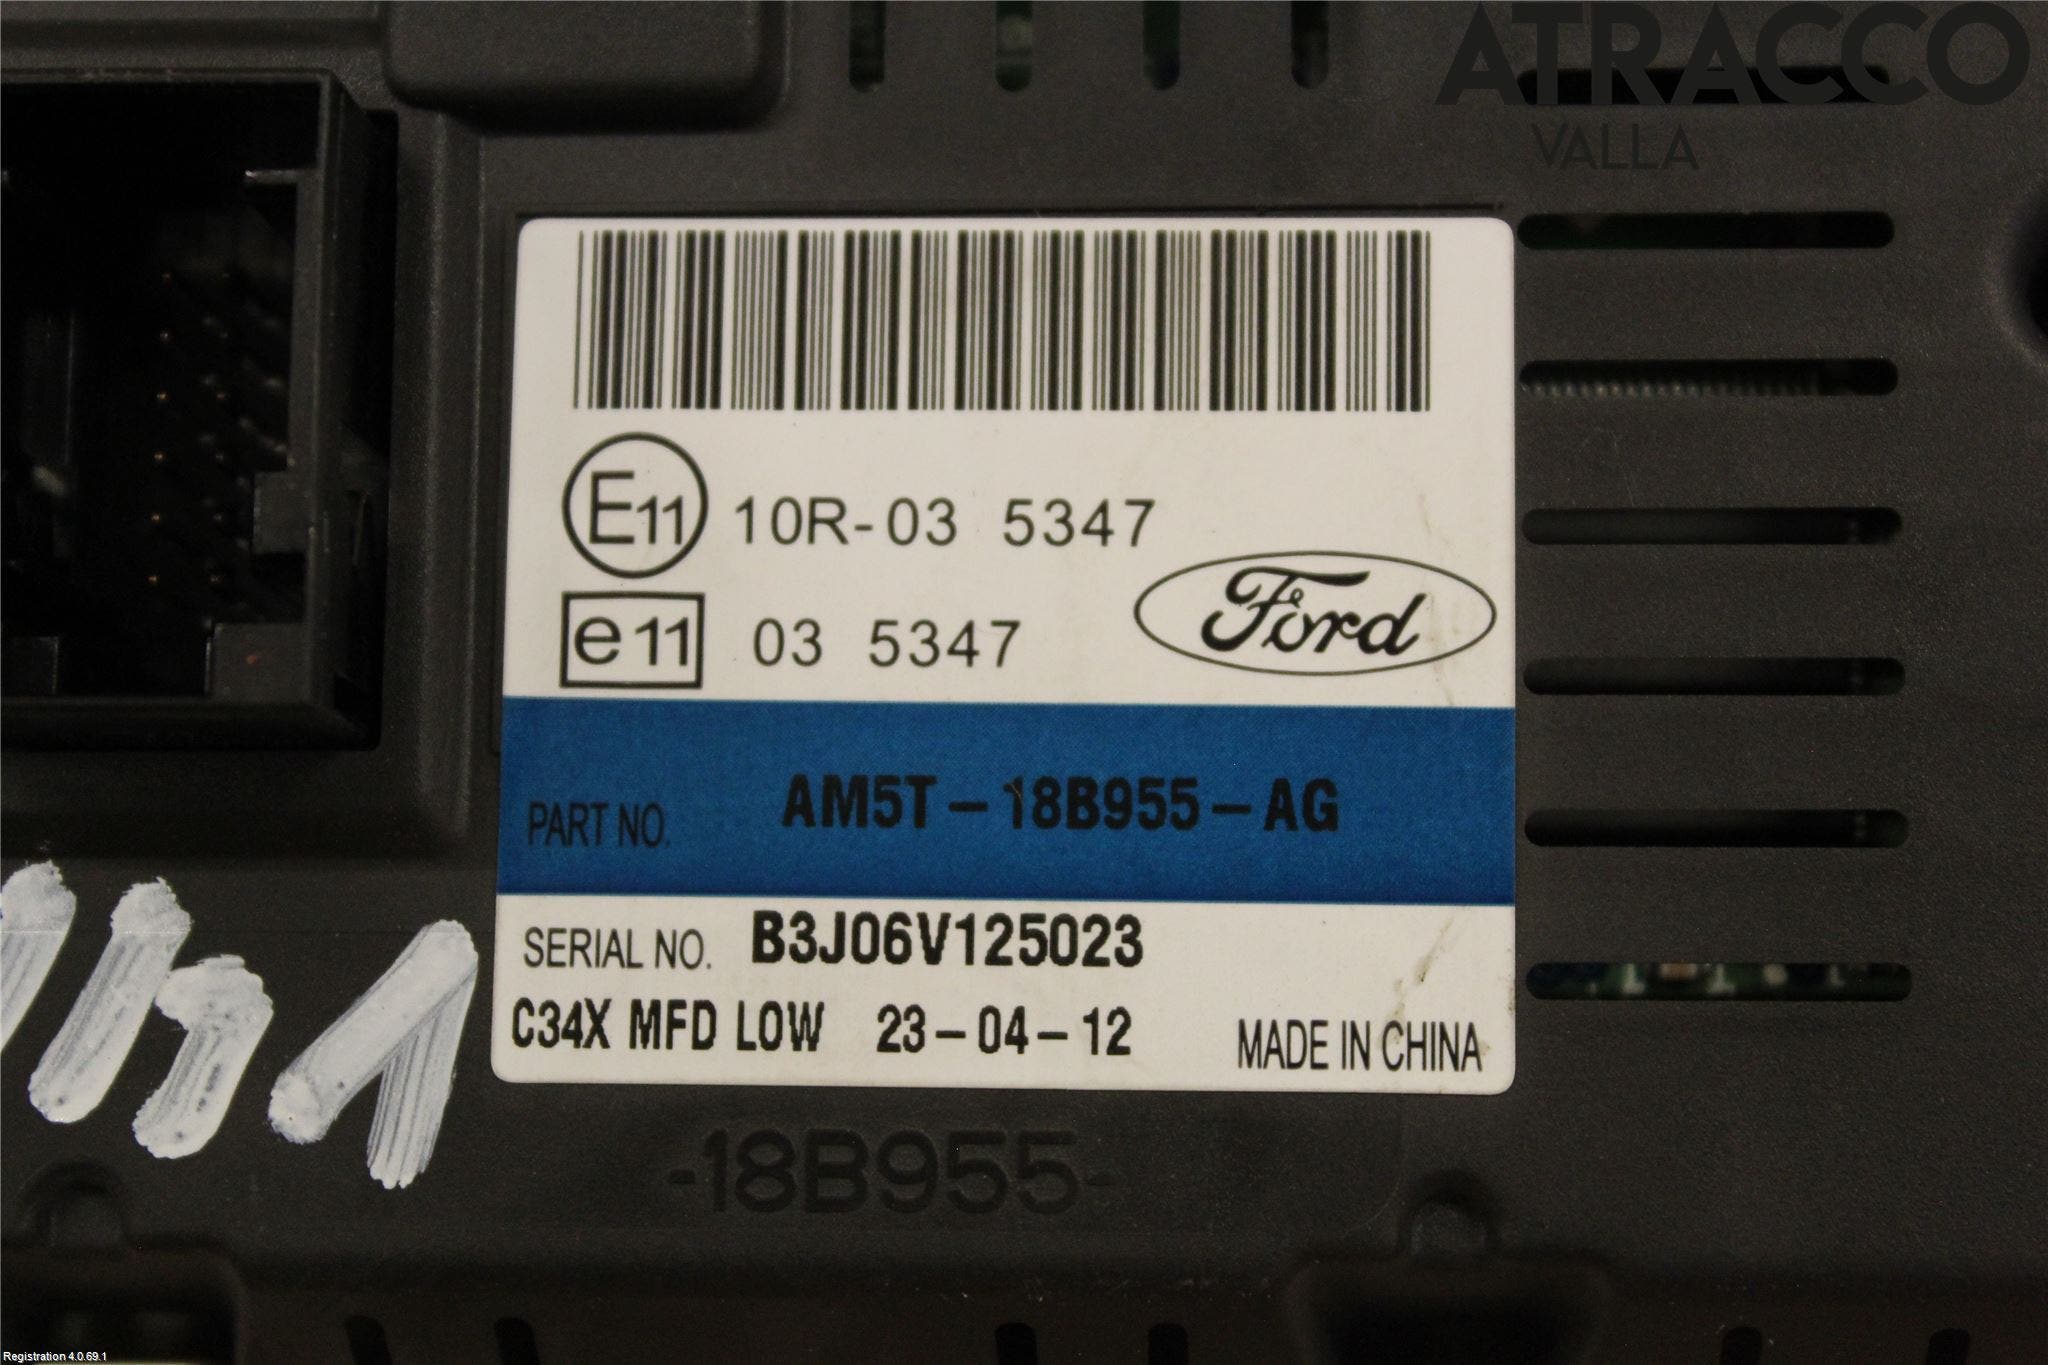 ATRACCO
VALLA
E11 10R-03 5347
e11 03 5347
Ford
PART NO. AM5T-18B955-AG
SERIAL NO. B3J06V125023
C34X MFD LOW 23-04-12 MADE IN CHINA
-18B955-
Registration 4.0.69.1